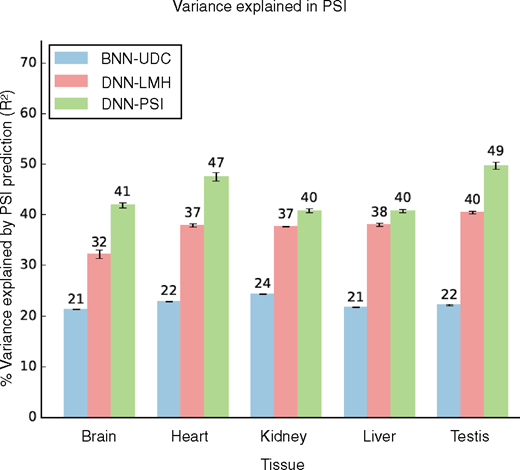 Variance explained in PSI
% Variance explained by PSI prediction (R²)
70
60
50
40
30
20
10
0
BNN-UDC
DNN-LMH
DNN-PSI
21 32 41
22 37 47
24 37 40
21 38 40
22 40 49
Brain Heart Kidney Liver Testis
Tissue